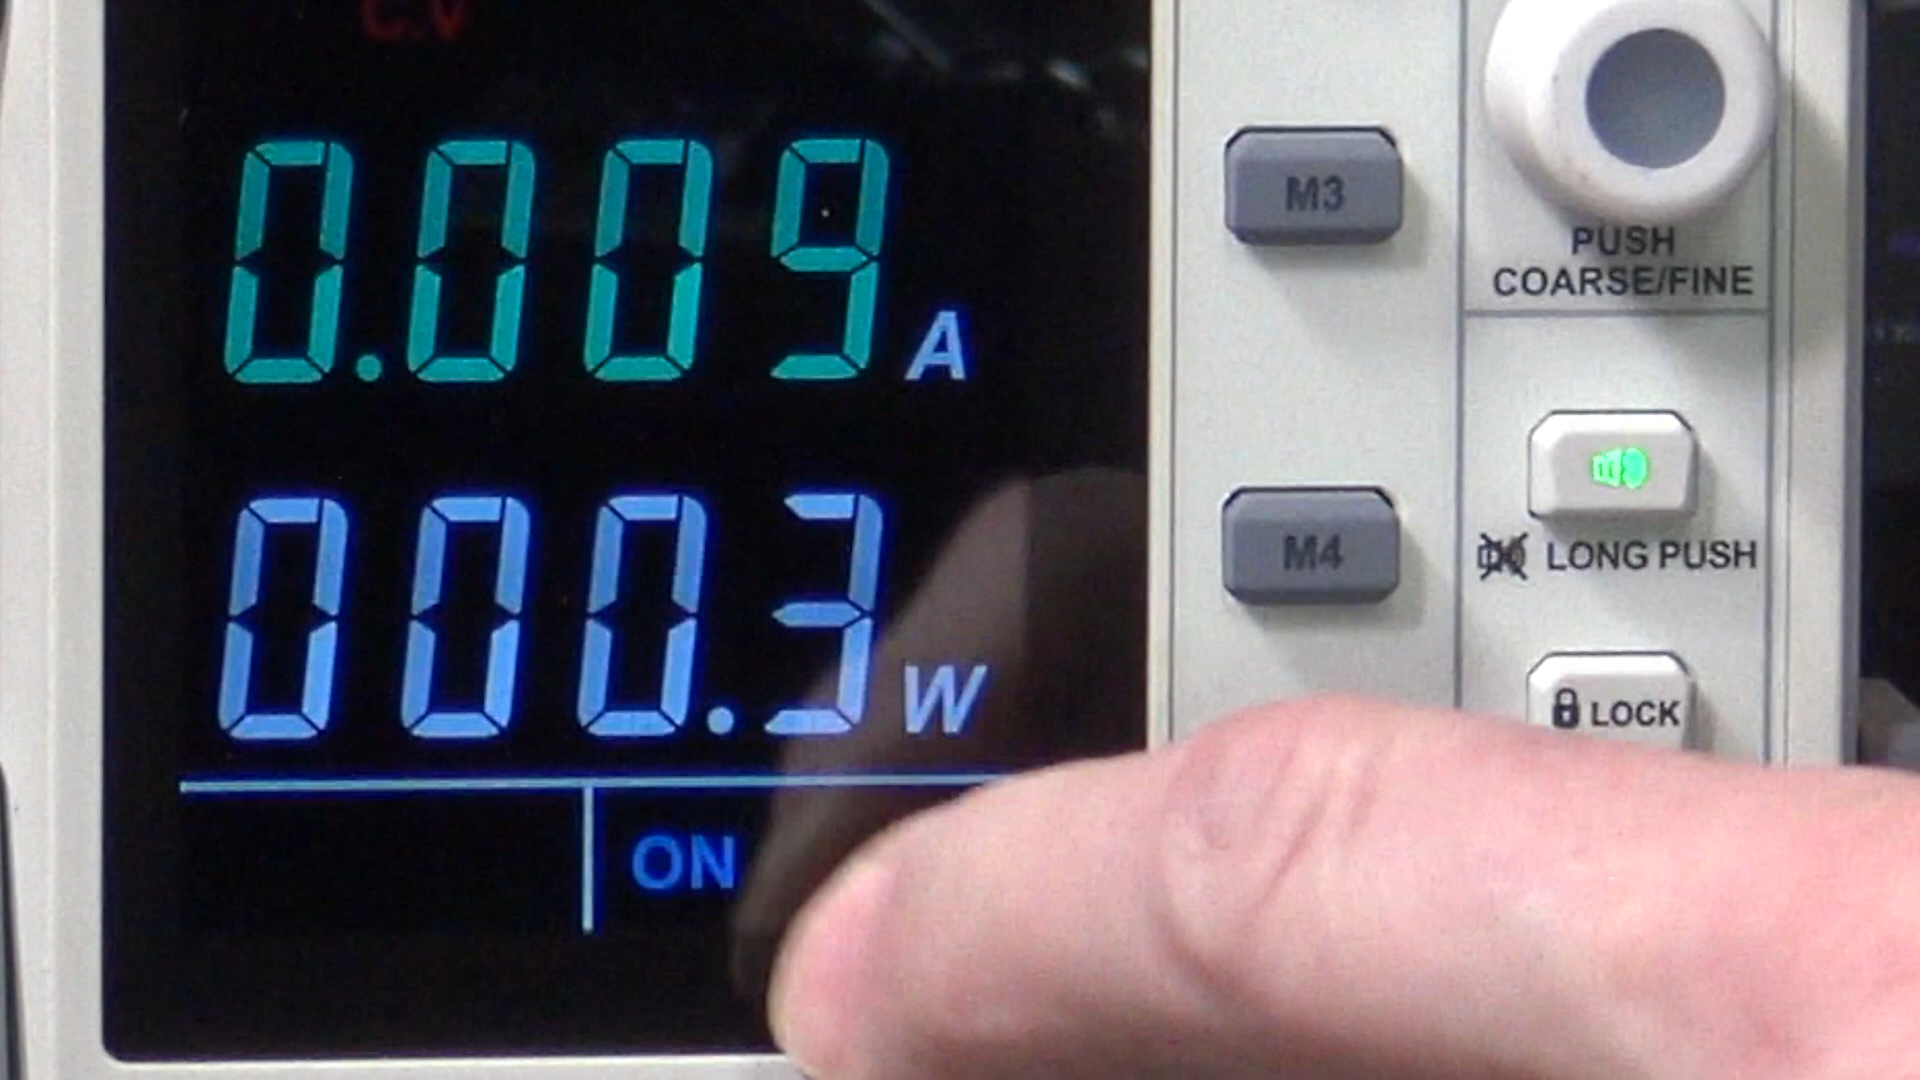 C.V
0.009 A
000.3 W
ON
M3
M4
PUSH
COARSE/FINE
LONG PUSH
LOCK